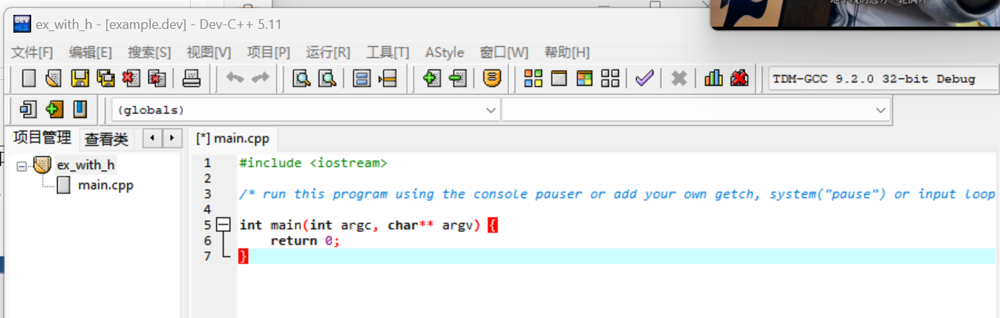 ex_with_h - [example.dev] - Dev-C++ 5.11
文件[F] 编辑[E] 搜索[S] 视图[V] 项目[P] 运行[R] 工具[T] AStyle 窗口[W] 帮助[H]
TDM-GCC 9.2.0 32-bit Debug
(globals)
项目管理 查看类 [*] main.cpp
ex_with_h
main.cpp
1 #include <iostream>
2
3 /* run this program using the console pauser or add your own getch, system("pause") or input loop
4
5 int main(int argc, char** argv) {
6 return 0;
7 }